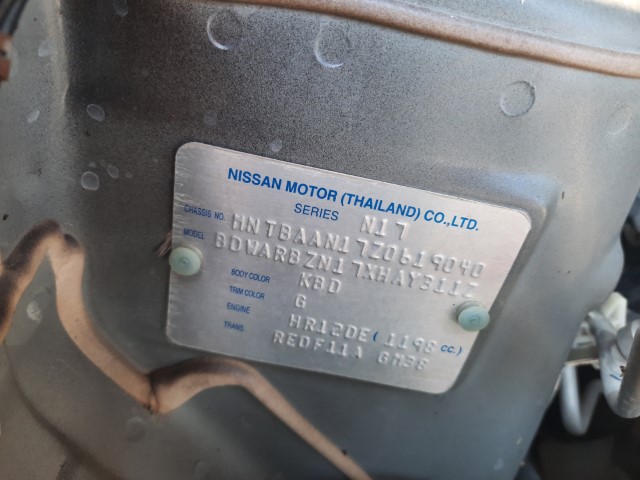 NISSAN MOTOR (THAILAND) CO.,LTD.
SERIES N17
CHASSIS NO. MNTBAAN17Z0619040
MODEL BDWARBZN17XHAY311Z
BODY COLOR KBD
TRIM COLOR G
ENGINE HR12DE ( 1198 cc.)
TRANS REDF11A GM38